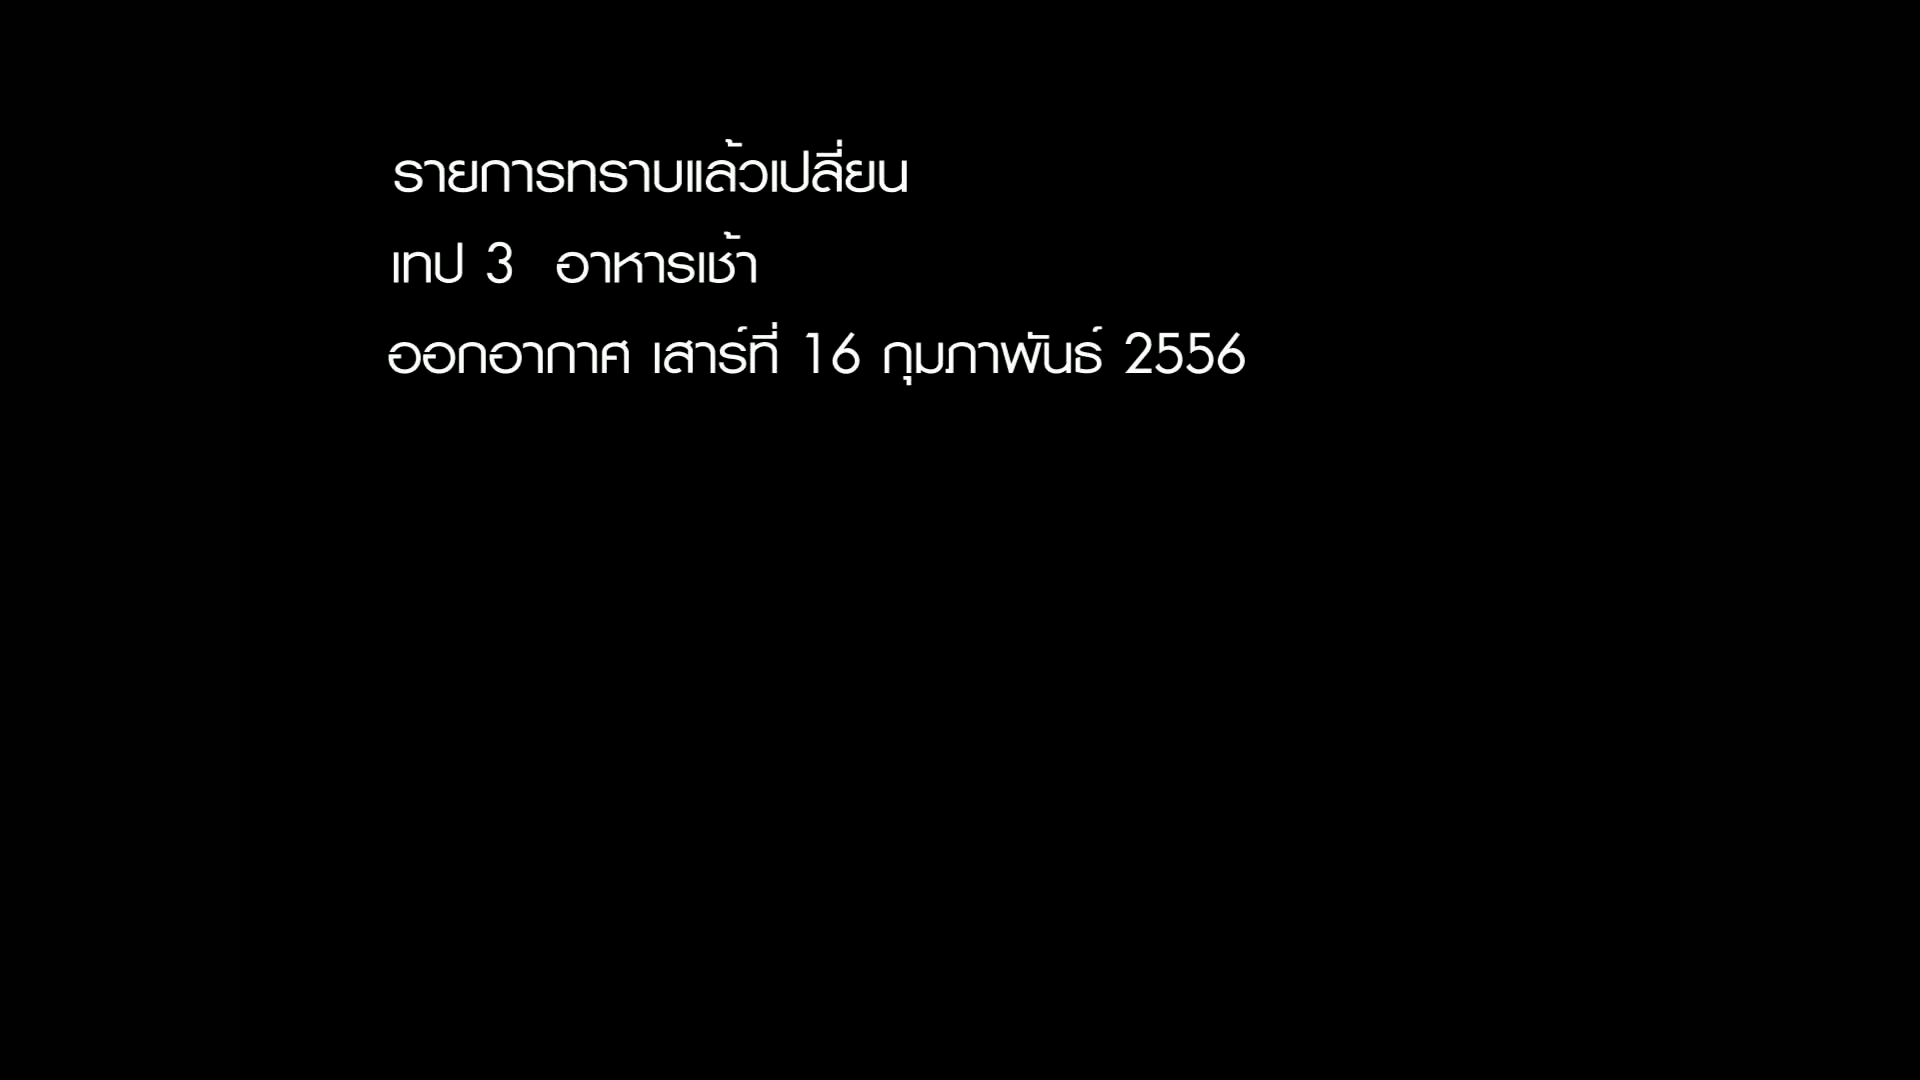 รายการทราบแล้วเปลี่ยน
เทป 3 อาหารเช้า
ออกอากาศ เสาร์ที่ 16 กุมภาพันธ์ 2556